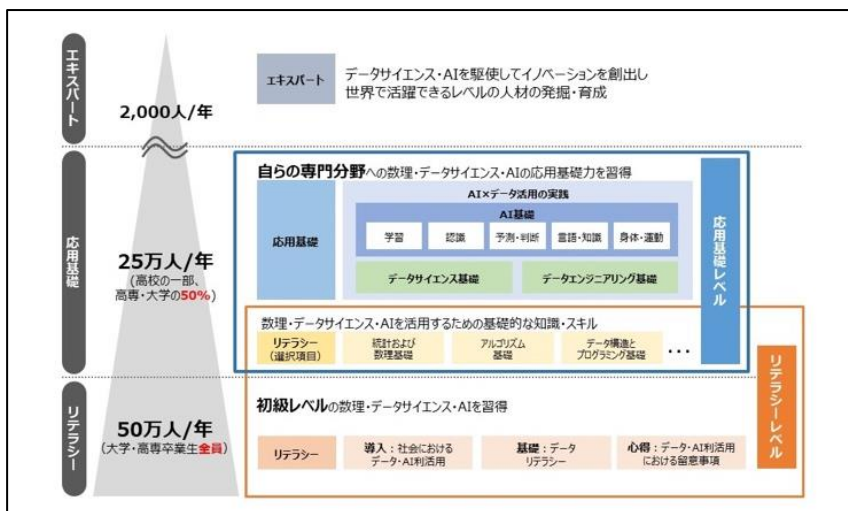 エキスパート
2,000人/年
エキスパート
データサイエンス・AIを駆使してイノベーションを創出し
世界で活躍できるレベルの人材の発掘・育成
応用基礎
25万人/年
(高校の一部、
高専・大学の50%)
自らの専門分野への数理・データサイエンス・AIの応用基礎力を習得
応用基礎
AI×データ活用の実践
AI基礎
学習
認識
予測・判断
言語・知識
身体・運動
データサイエンス基礎
データエンジニアリング基礎
応用基礎レベル
数理・データサイエンス・AIを活用するための基礎的な知識・スキル
リテラシー
(選択項目)
統計および
数理基礎
アルゴリズム
基礎
データ構造と
プログラミング基礎
・・・
リテラシーレベル
リテラシー
50万人/年
(大学・高専卒業生全員)
初級レベルの数理・データサイエンス・AIを習得
リテラシー
導入:社会における
データ・AI利活用
基礎:データ
リテラシー
心得:データ・AI利活用
における留意事項